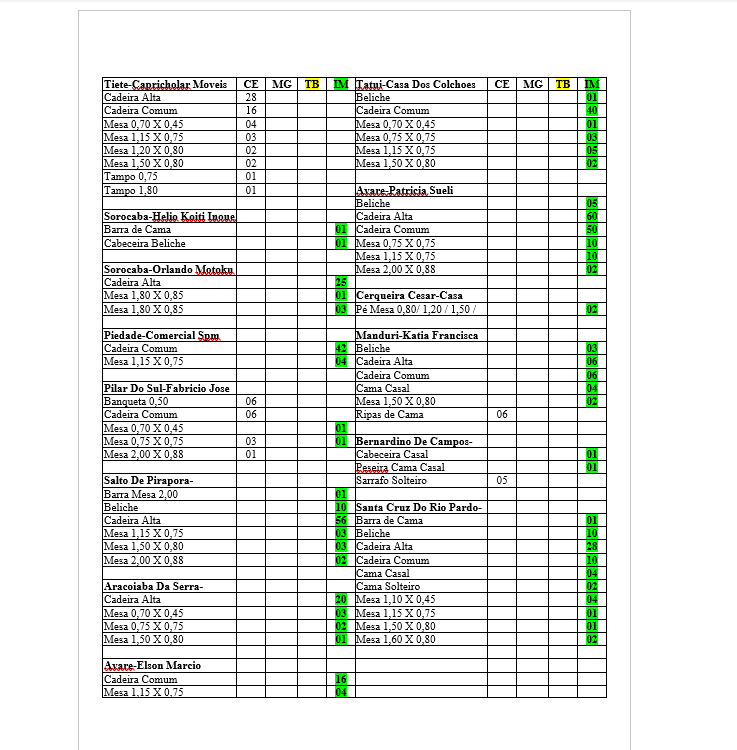 Tiete-Capricholar Moveis CE MG TB IM
Cadeira Alta 28
Cadeira Comum 16
Mesa 0,70 X 0,45 04
Mesa 1,15 X 0,75 03
Mesa 1,20 X 0,80 02
Mesa 1,50 X 0,80 02
Tampo 0,75 01
Tampo 1,80 01
Sorocaba-Helio Koiti Inoue
Barra de Cama 01
Cabeceira Beliche 01
Sorocaba-Orlando Motoku
Cadeira Alta 25
Mesa 1,80 X 0,85 01
Mesa 1,80 X 0,85 03
Piedade-Comercial Spm
Cadeira Comum 42
Mesa 1,15 X 0,75 04
Pilar Do Sul-Fabricio Jose
Banqueta 0,50 06
Cadeira Comum 06
Mesa 0,70 X 0,45 01
Mesa 0,75 X 0,75 03 01
Mesa 2,00 X 0,88 01
Salto De Pirapora-
Barra Mesa 2,00 01
Beliche 10
Cadeira Alta 56
Mesa 1,15 X 0,75 03
Mesa 1,50 X 0,80 03
Mesa 2,00 X 0,88 02
Aracoiaba Da Serra-
Cadeira Alta 20
Mesa 0,70 X 0,45 03
Mesa 0,75 X 0,75 02
Mesa 1,50 X 0,80 01
Avare-Elson Marcio
Cadeira Comum 16
Mesa 1,15 X 0,75 04
Tatui-Casa Dos Colchoes CE MG TB IM
Beliche 01
Cadeira Comum 40
Mesa 0,70 X 0,45 01
Mesa 0,75 X 0,75 03
Mesa 1,15 X 0,75 05
Mesa 1,50 X 0,80 02
Avare-Patricia Sueli
Beliche 05
Cadeira Alta 60
Cadeira Comum 50
Mesa 0,75 X 0,75 10
Mesa 1,15 X 0,75 10
Mesa 2,00 X 0,88 02
Cerqueira Cesar-Casa
Pé Mesa 0,80/ 1,20 / 1,50 / 02
Manduri-Katia Francisca
Beliche 03
Cadeira Alta 06
Cadeira Comum 06
Cama Casal 04
Mesa 1,50 X 0,80 02
Ripas de Cama 06
Bernardino De Campos-
Cabeceira Casal 01
Peseira Cama Casal 01
Sarrafo Solteiro 05
Santa Cruz Do Rio Pardo-
Barra de Cama 01
Beliche 10
Cadeira Alta 28
Cadeira Comum 10
Cama Casal 04
Cama Solteiro 02
Mesa 1,10 X 0,45 04
Mesa 1,15 X 0,75 01
Mesa 1,50 X 0,80 01
Mesa 1,60 X 0,80 02